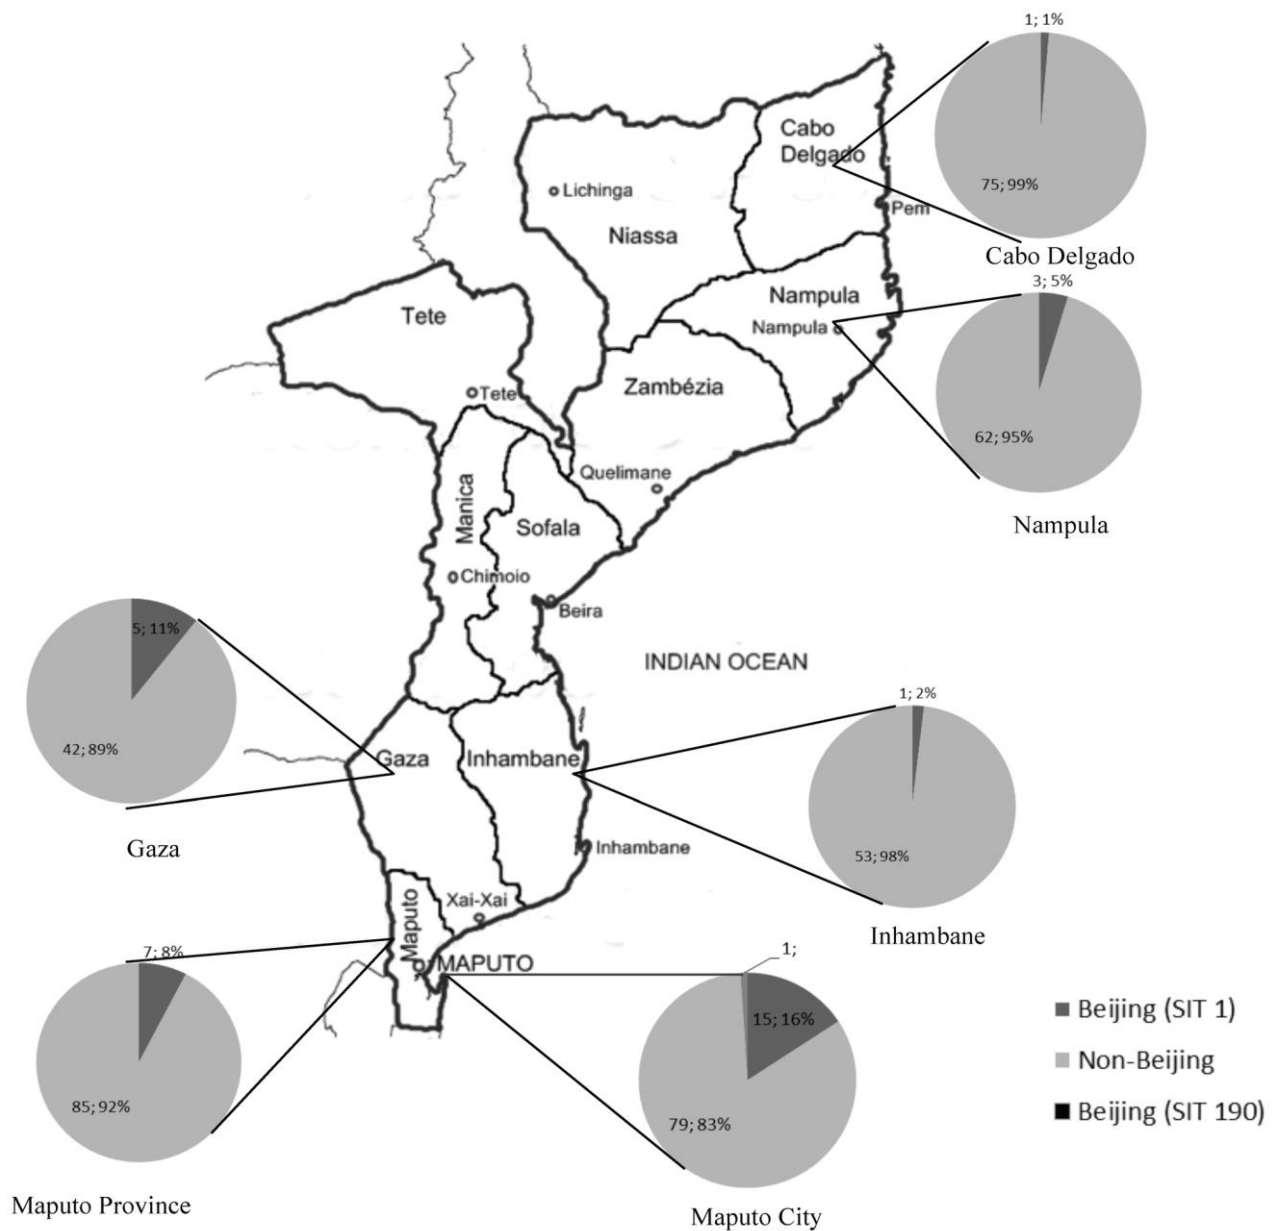 1; 1%
Cabo
Delgado
75; 99%
Lichinga
Pem
Niassa
Cabo Delgado
3; 5%
Nampula
Tete
Nampula
Zambézia
Tete
62; 95%
Quelimane
Manica
Sofala
Nampula
Chimoio
Beira
5; 11%
INDIAN OCEAN
1; 2%
42; 89%
Gaza
Inhambane
Gaza
Inhambane
53; 98%
Xai-Xai
Maputo
Inhambane
7; 8%
MAPUTO
1;
15; 16%
Beijing (SIT 1)
Non-Beijing
85; 92%
79; 83%
Beijing (SIT 190)
Maputo Province
Maputo City